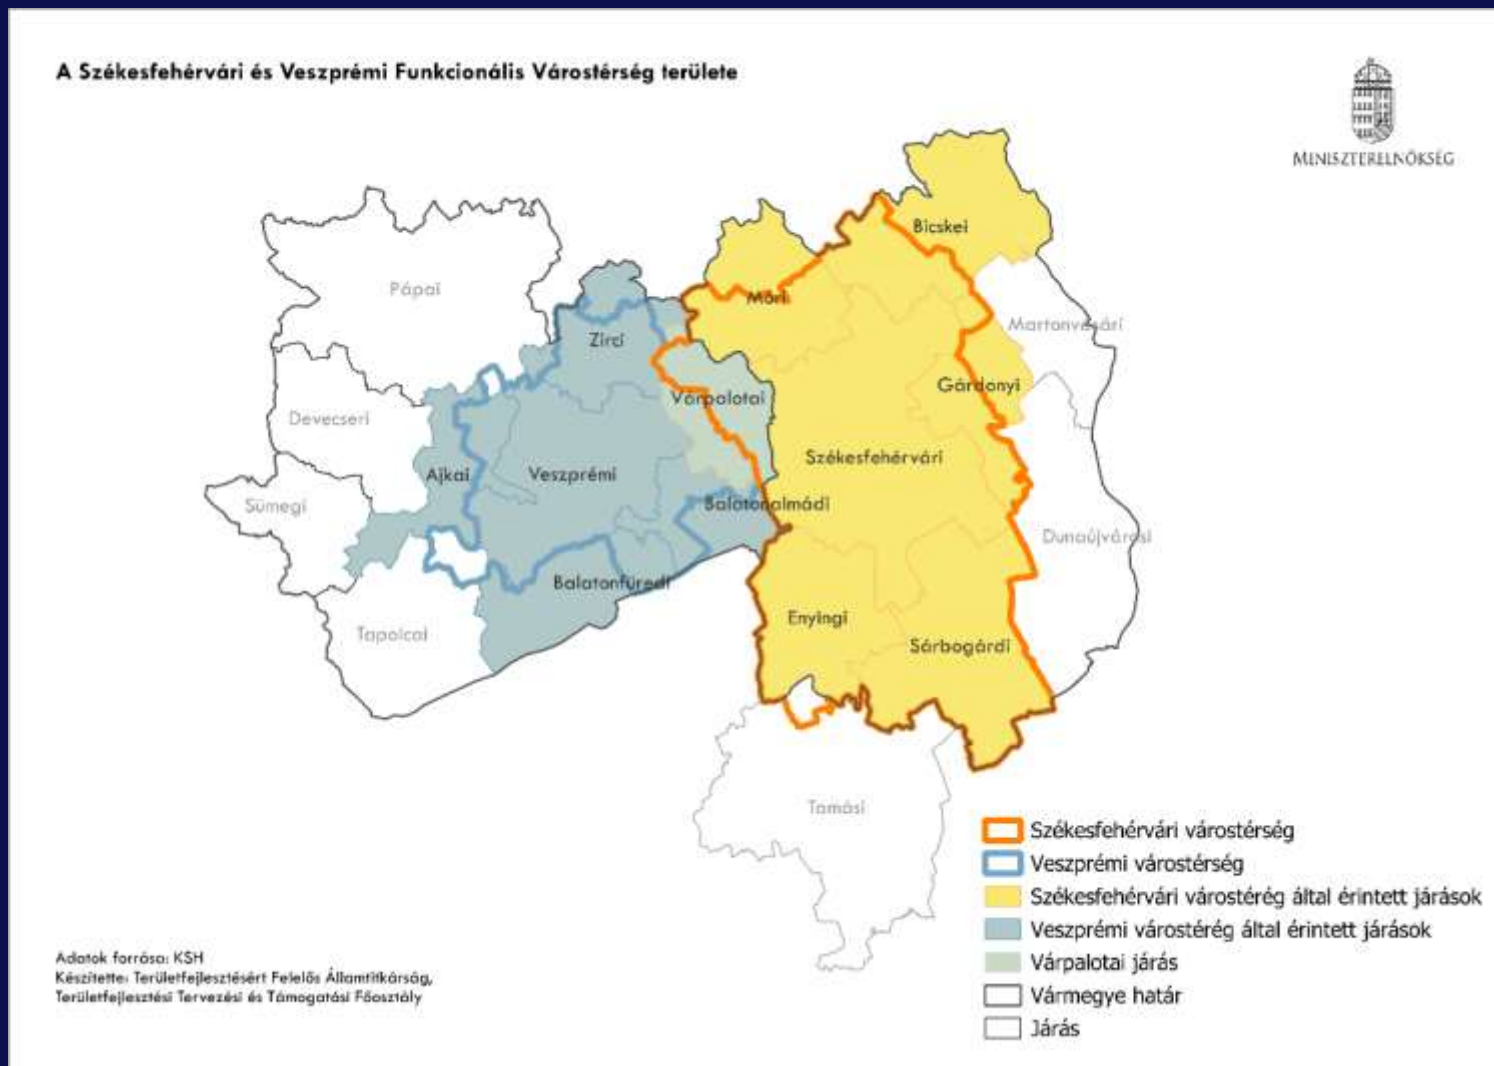 A Székesfehérvári és Veszprémi Funkcionális Várostérség területe
MINISZTERELNÖKSÉG
Bicskei
Pápai
Móri
Martonvásári
Zirci
Gárdonyi
Várpalotai
Devecseri
Székesfehérvári
Ajkai
Veszprémi
Sümegi
Balatonalmádi
Dunaújvárosi
Balatonfüredi
Enyingi
Tapolcai
Sárbogárdi
Tamási
Székesfehérvári várostérség
Veszprémi várostérség
Székesfehérvári várostérég által érintett járások
Veszprémi várostérég által érintett járások
Várpalotai járás
Vármegye határ
Járás
Adatok forrása: KSH
Készítette: Területfejlesztésért Felelős Államtitkárság,
Területfejlesztési Tervezési és Támogatási Főosztály